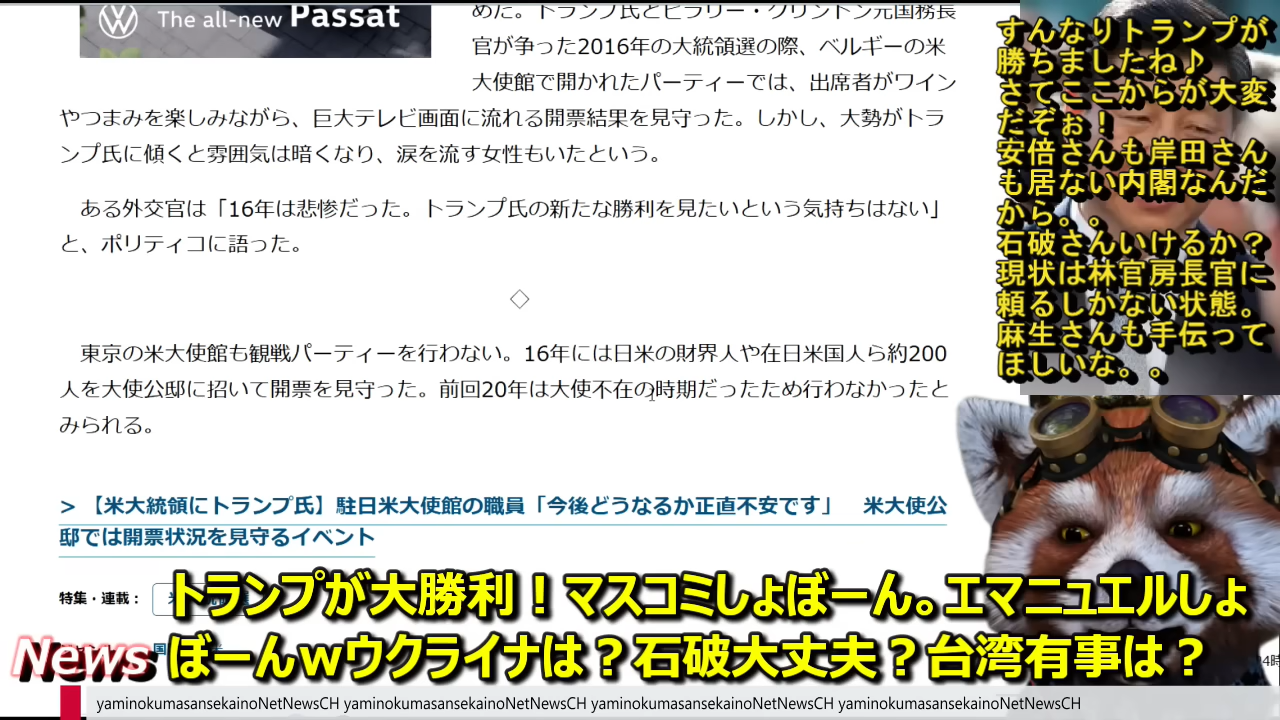 The all-new Passat
めた。トランプ氏とヒラリー・クリントン元国務長
官が争った2016年の大統領選の際、ベルギーの米
大使館で開かれたパーティーでは、出席者がワイン
やつまみを楽しみながら、巨大テレビ画面に流れる開票結果を見守った。しかし、大勢がトラ
ンプ氏に傾くと雰囲気は暗くなり、涙を流す女性もいたという。
ある外交官は「16年は悲惨だった。トランプ氏の新たな勝利を見たいという気持ちはない」
と、ポリティコに語った。
◇
東京の米大使館も観戦パーティーを行わない。16年には日米の財界人や在日米国人ら約200
人を大使公邸に招いて開票を見守った。前回20年は大使不在の時期だったため行わなかったと
みられる。
> 【米大統領にトランプ氏】駐日米大使館の職員「今後どうなるか正直不安です」　米大使公
邸では開票状況を見守るイベント
特集・連載：
すんなりトランプが
勝ちましたね♪
さてここからが大変
だぞぉ！
安倍さんも岸田さん
も居ない内閣なんだ
から。。
石破さんいけるか？
現状は林官房長官に
頼るしかない状態。
麻生さんも手伝って
ほしいな。。
トランプが大勝利！マスコミしょぼーん。エマニュエルしょ
ぼーんwウクライナは？石破大丈夫？台湾有事は？
News
yaminokumasansekainoNetNewsCH yaminokumasansekainoNetNewsCH yaminokumasansekainoNetNewsCH yaminokumasansekainoNetNewsCH